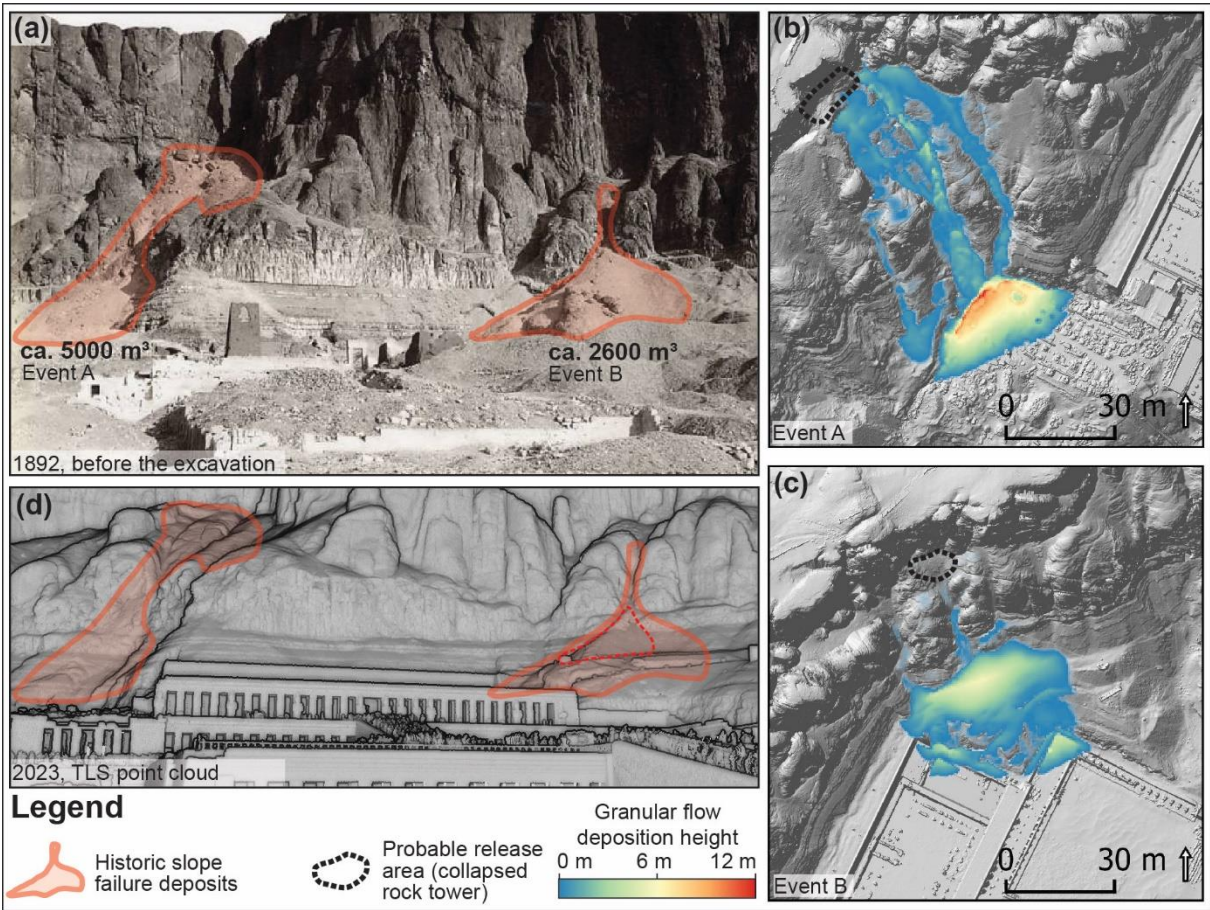 (a)
ca. 5000 m³
Event A
ca. 2600 m³
Event B
1892, before the excavation
(b)
0 30 m
Event A
(d)
2023, TLS point cloud
(c)
0 30 m
Event B
Legend
Historic slope
failure deposits
Probable release
area (collapsed
rock tower)
Granular flow
deposition height
0 m 6 m 12 m